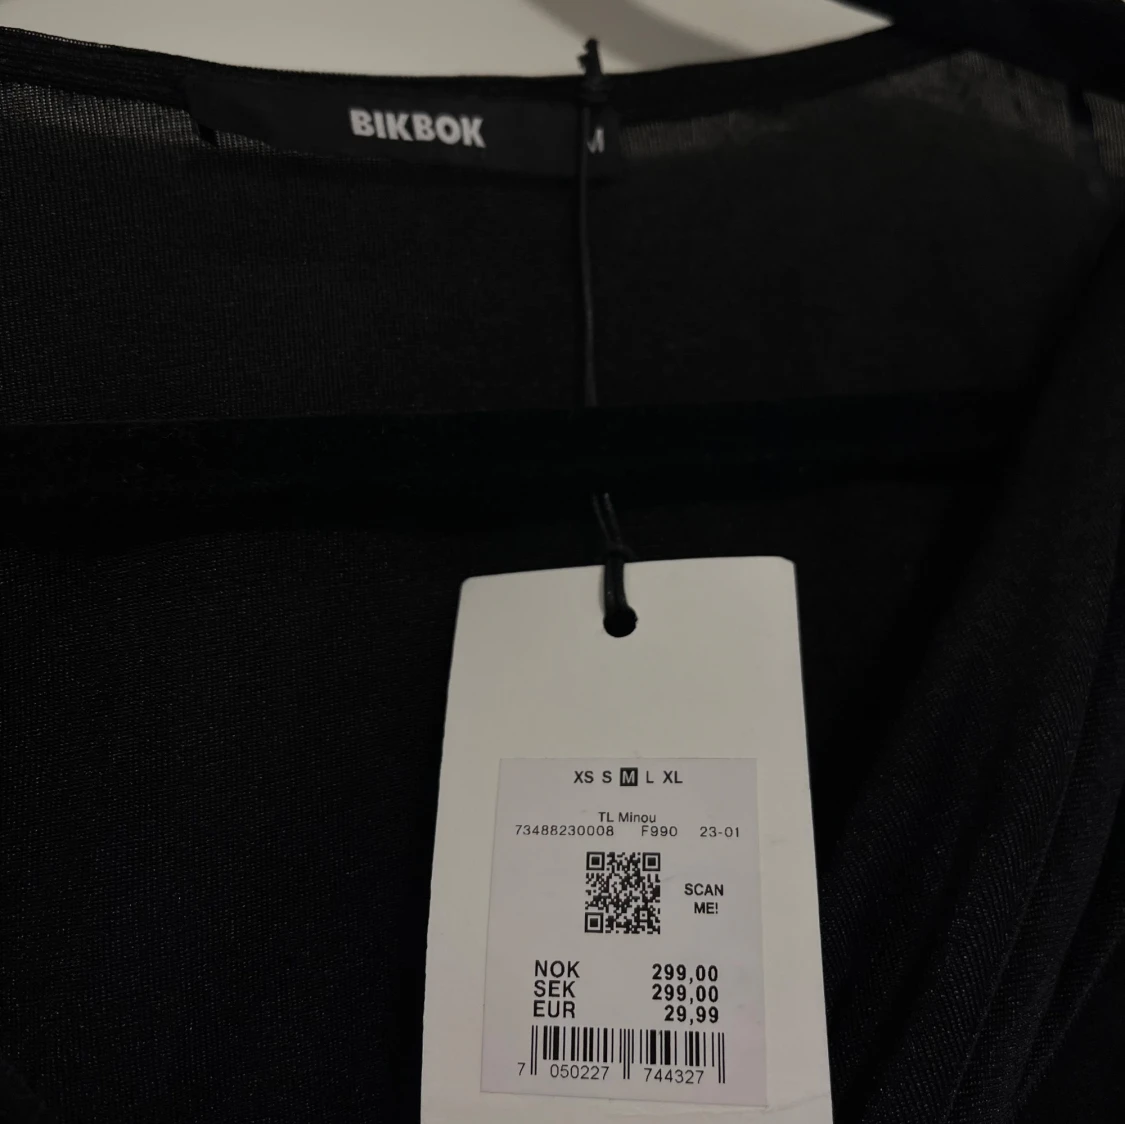 BIKBOK
M
XS S M L XL
TL Minou
73488230008 F990 23-01
SCAN
ME!
NOK 299,00
SEK 299,00
EUR 29,99
7 050227 744327